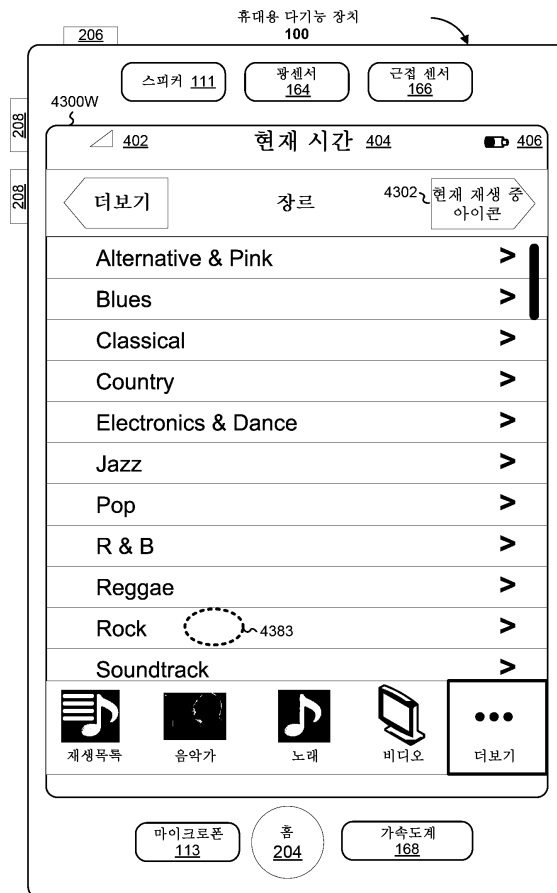 휴대용 다기능 장치
100
206
스피커 111
광센서
164
근접 센서
166
4300W
208
208
402
현재 시간 404
406
더보기
장르
4302
현재 재생 중
아이콘
Alternative & Pink >
Blues >
Classical >
Country >
Electronics & Dance >
Jazz >
Pop >
R & B >
Reggae >
Rock >
4383
Soundtrack >
재생목록
음악가
노래
비디오
더보기
마이크로폰
113
홈
204
가속도계
168